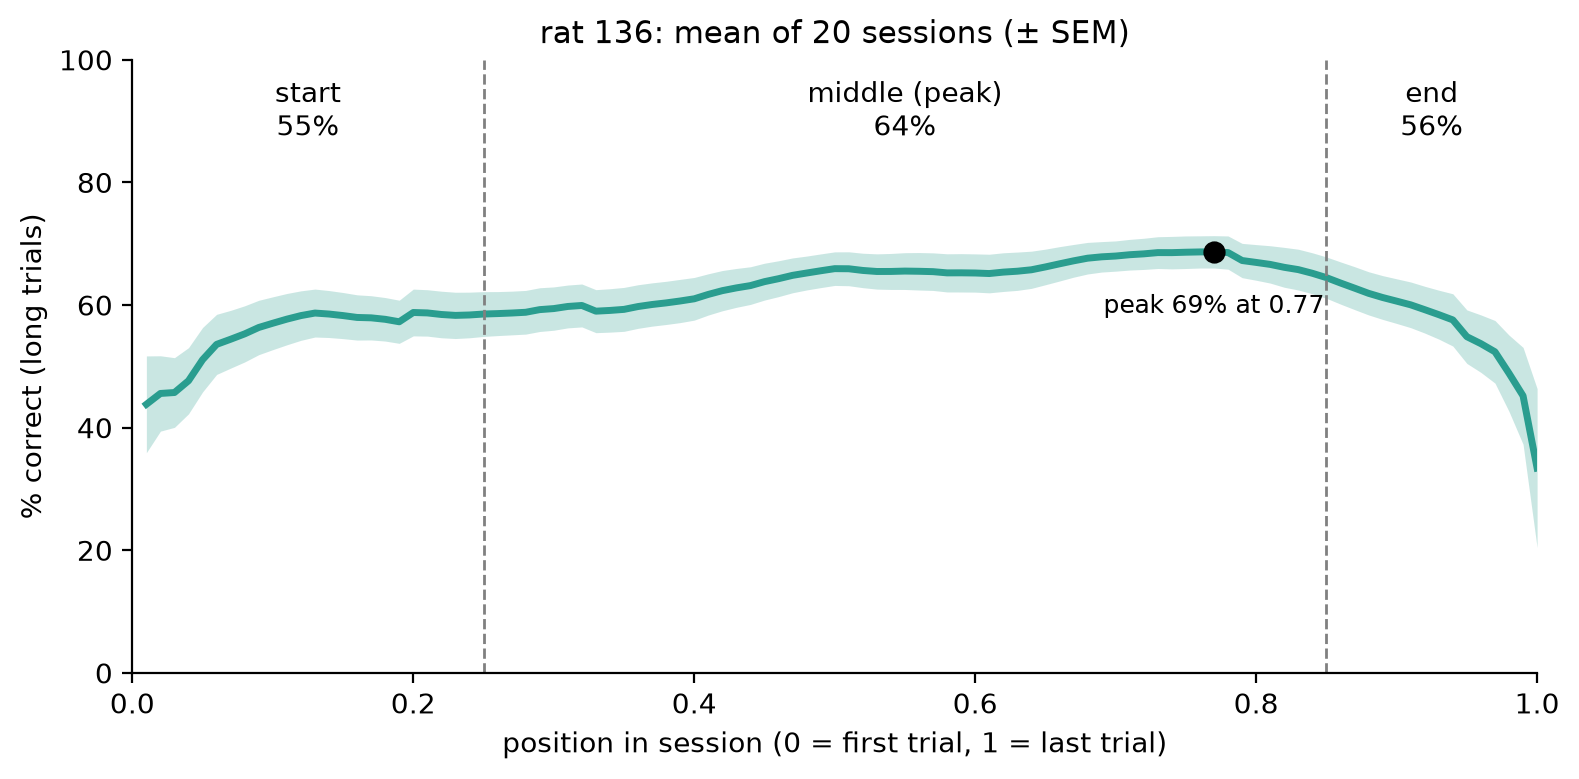 rat 136: mean of 20 sessions (± SEM)
start
55%
middle (peak)
64%
end
56%
peak 69% at 0.77
% correct (long trials)
100
80
60
40
20
0
0.0
0.2
0.4
0.6
0.8
1.0
position in session (0 = first trial, 1 = last trial)